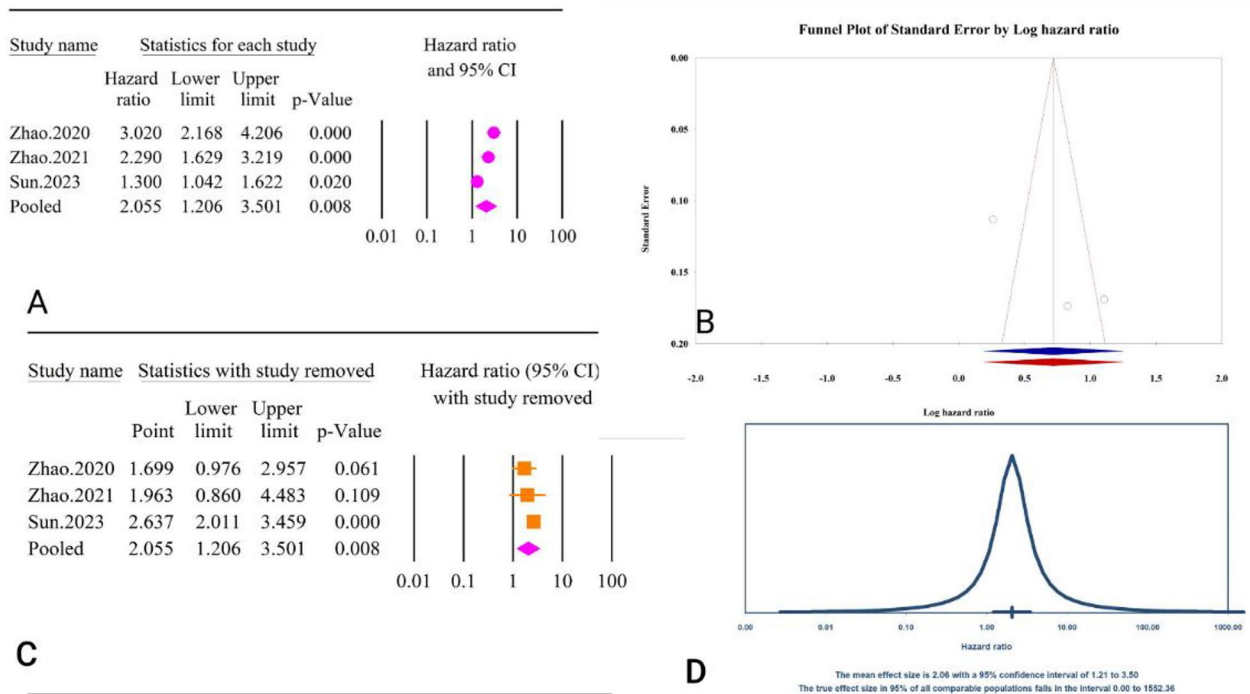 Study name Statistics for each study Hazard ratio and 95% CI
Hazard ratio Lower limit Upper limit p-Value
Zhao.2020 3.020 2.168 4.206 0.000
Zhao.2021 2.290 1.629 3.219 0.000
Sun.2023 1.300 1.042 1.622 0.020
Pooled 2.055 1.206 3.501 0.008
0.01 0.1 1 10 100
A
Funnel Plot of Standard Error by Log hazard ratio
0.00
0.05
0.10
0.15
0.20
Standard Error
-2.0 -1.5 -1.0 -0.5 0.0 0.5 1.0 1.5 2.0
Log hazard ratio
B
Study name Statistics with study removed Hazard ratio (95% CI) with study removed
Point Lower limit Upper limit p-Value
Zhao.2020 1.699 0.976 2.957 0.061
Zhao.2021 1.963 0.860 4.483 0.109
Sun.2023 2.637 2.011 3.459 0.000
Pooled 2.055 1.206 3.501 0.008
0.01 0.1 1 10 100
C
0.00 0.01 0.10 1.00 10.00 100.00 1000.00
Hazard ratio
D
The mean effect size is 2.06 with a 95% confidence interval of 1.21 to 3.50
The true effect size in 95% of all comparable populations falls in the interval 0.00 to 1552.36